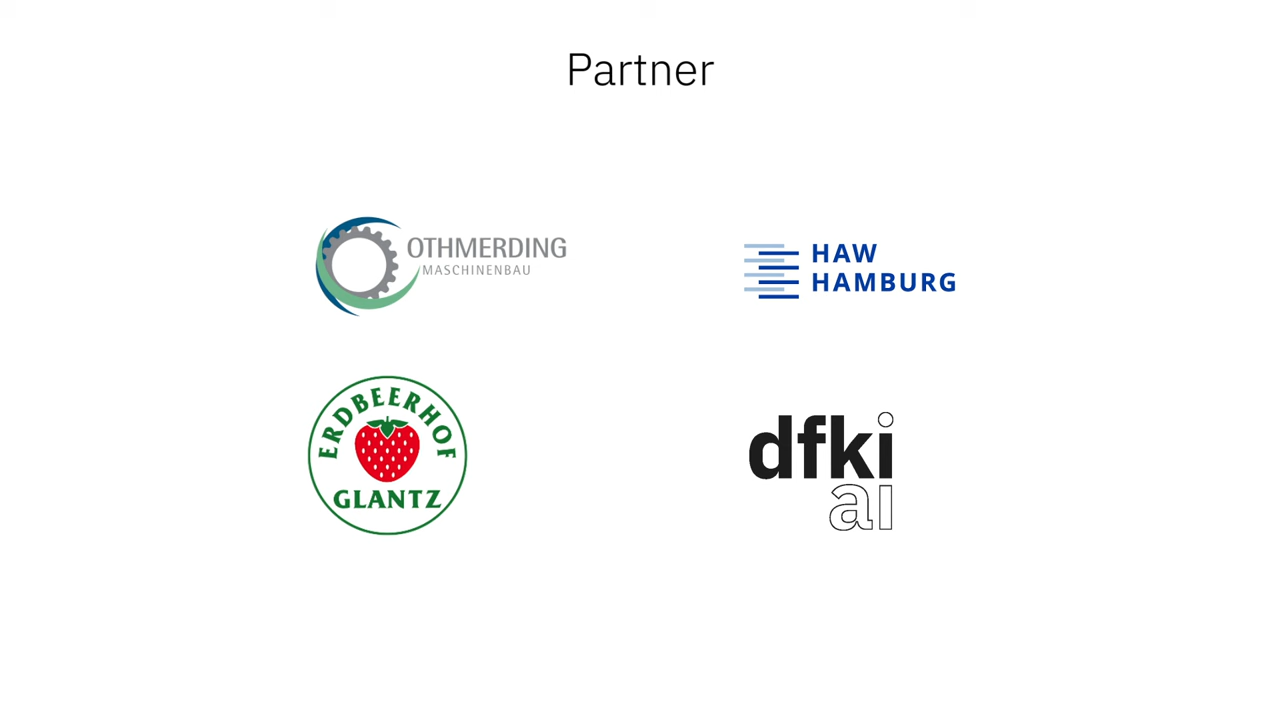 Partner
OTHMERDING
MASCHINENBAU
HAW
HAMBURG
ERDBEERHOF
GLANTZ
dfki
ai